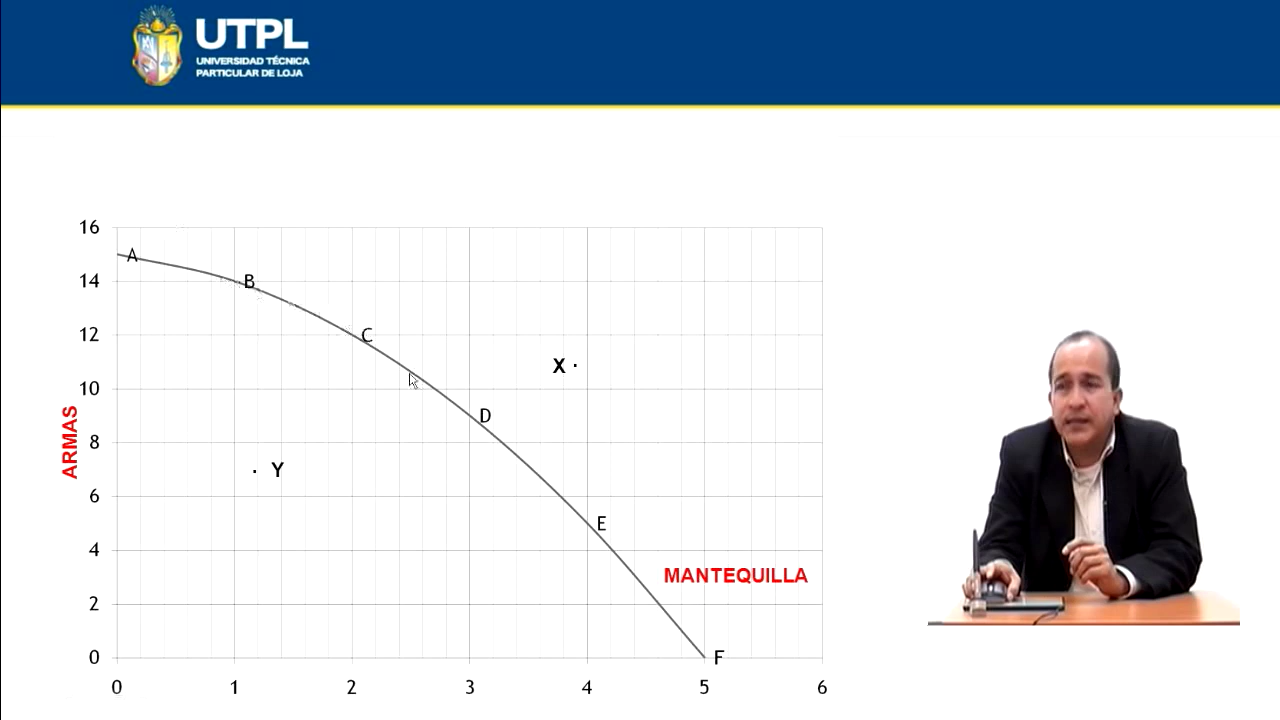 UTPL
UNIVERSIDAD TÉCNICA
PARTICULAR DE LOJA
16
A
14
B
12
C
X
10
D
ARMAS
8
Y
6
E
4
MANTEQUILLA
2
0
F
0 1 2 3 4 5 6